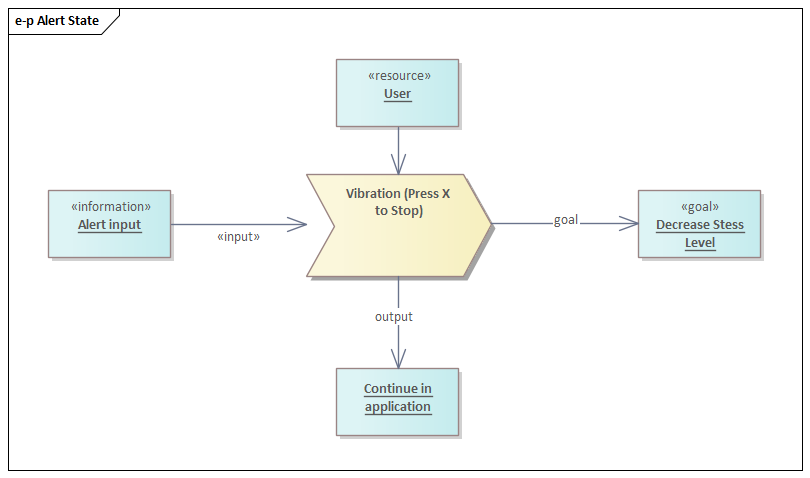 e-p Alert State
«resource»
User
Vibration (Press X
to Stop)
«information»
Alert input
«input»
goal
«goal»
Decrease Stess
Level
output
Continue in
application